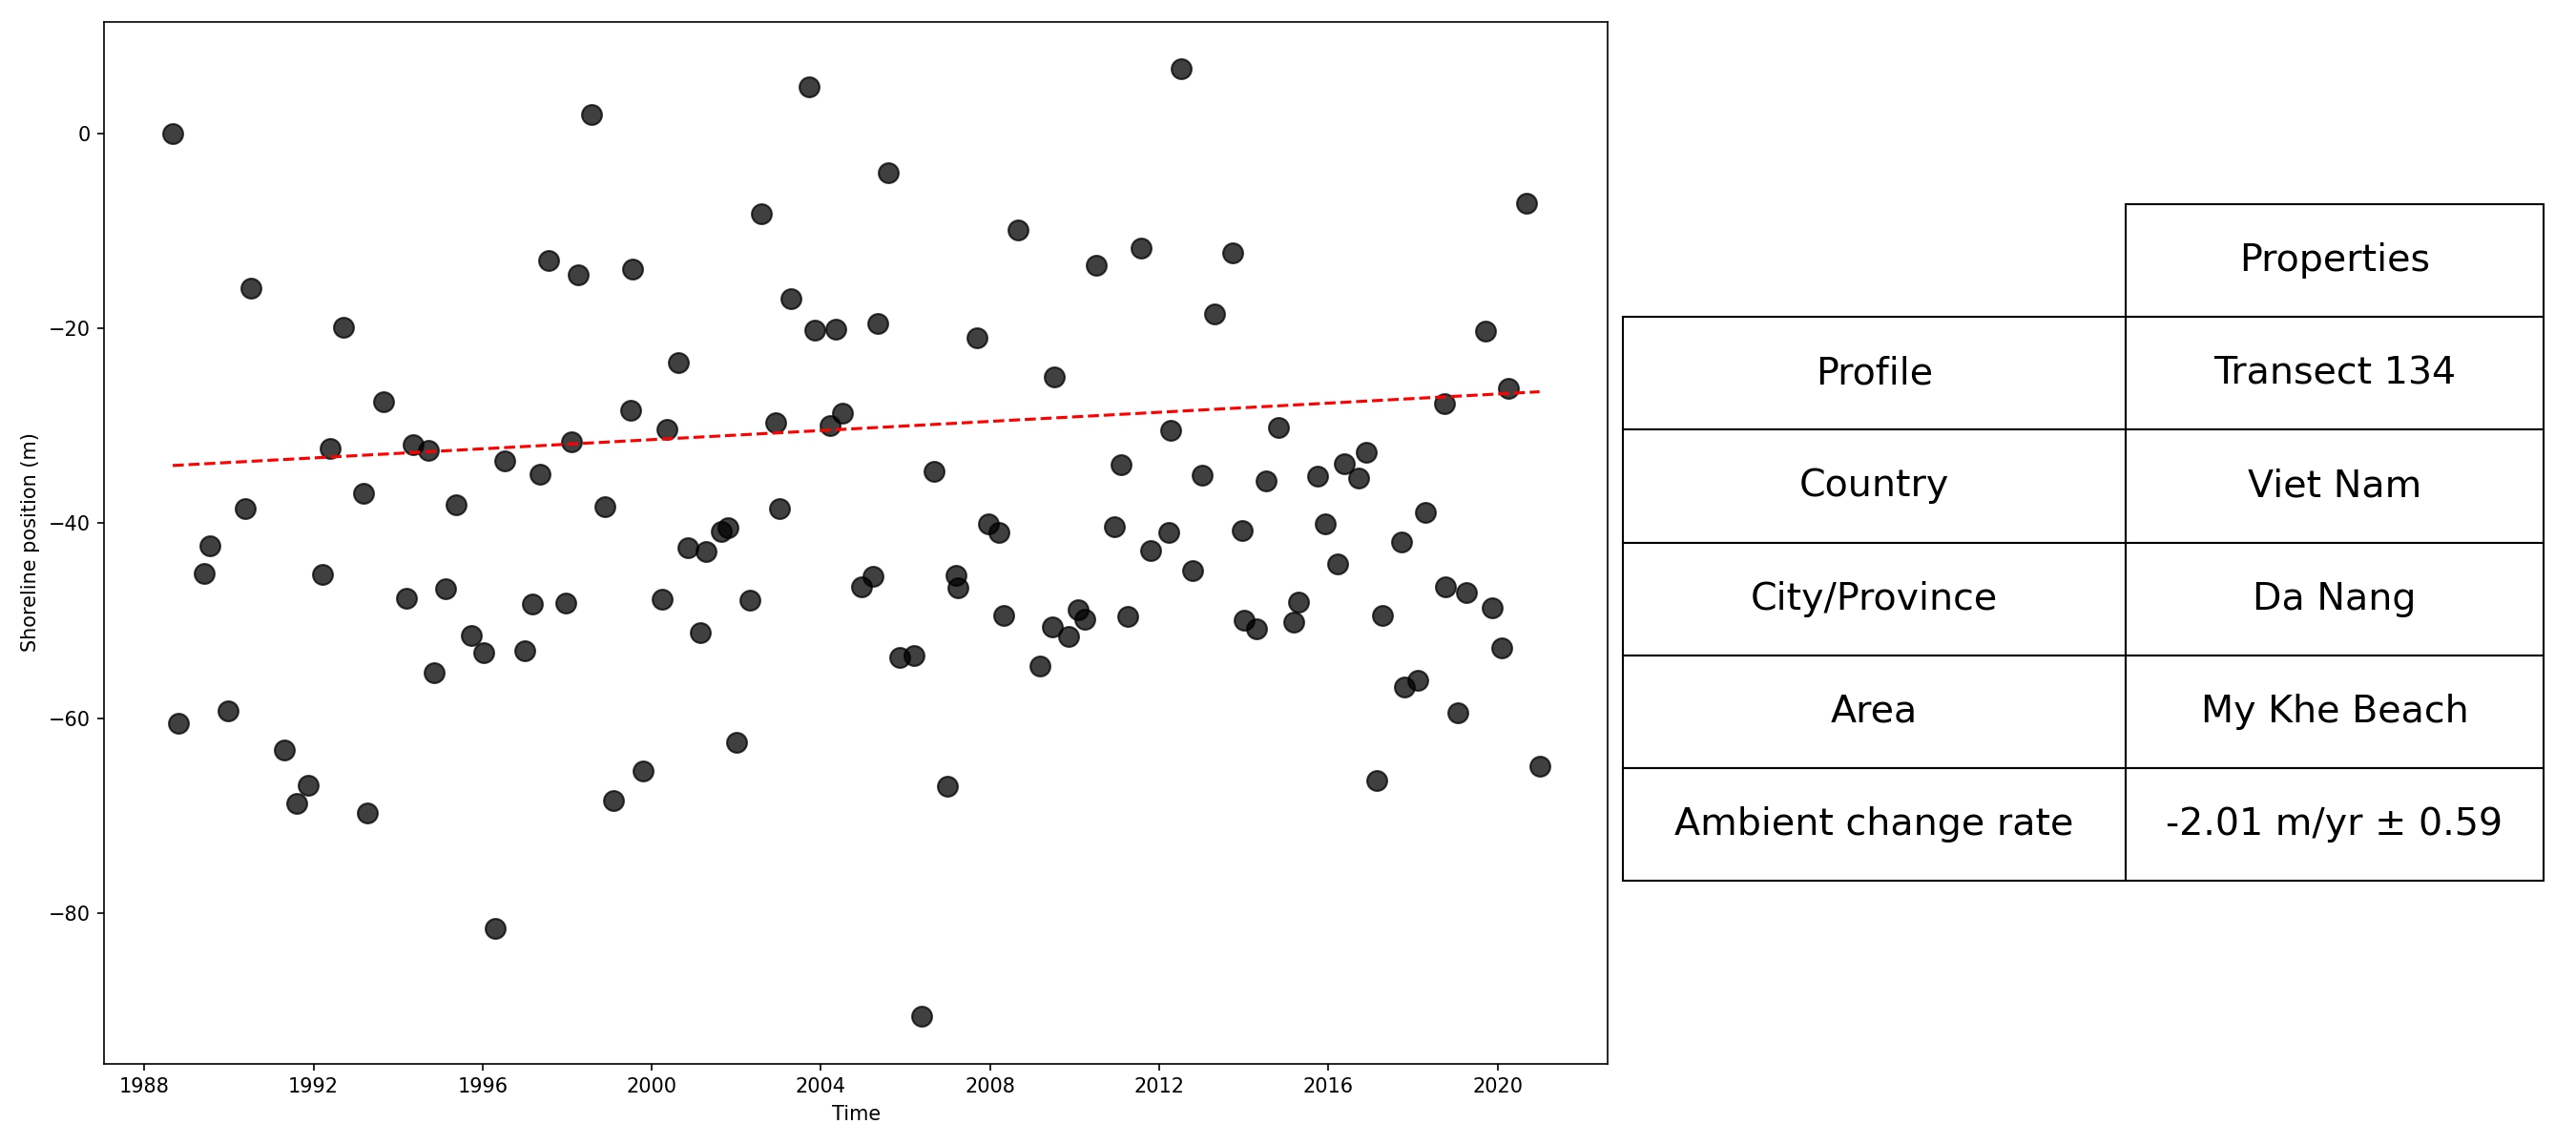 0
−20
−40
−60
−80
Shoreline position (m)
1988 1992 1996 2000 2004 2008 2012 2016 2020
Time
Properties
Profile Transect 134
Country Viet Nam
City/Province Da Nang
Area My Khe Beach
Ambient change rate -2.01 m/yr ± 0.59